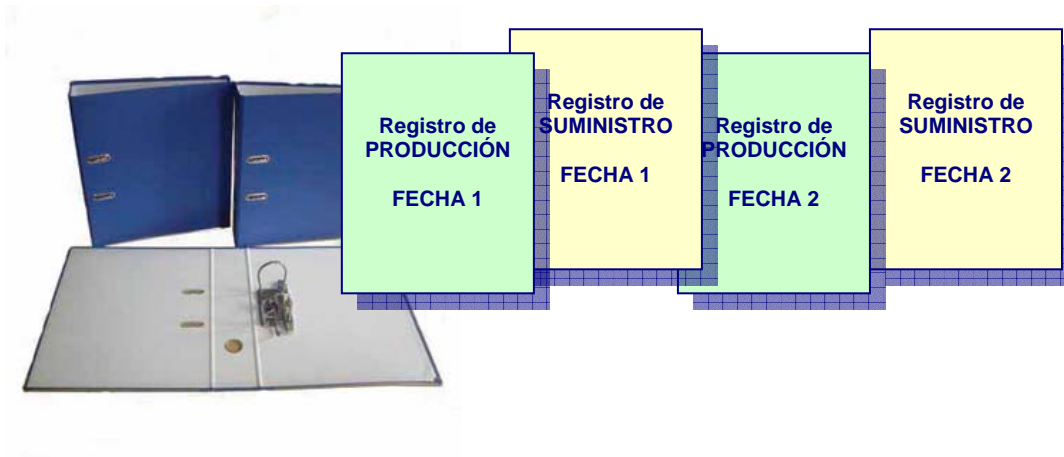 Registro de
PRODUCCIÓN
FECHA 1
Registro de
SUMINISTRO
FECHA 1
Registro de
PRODUCCIÓN
FECHA 2
Registro de
SUMINISTRO
FECHA 2